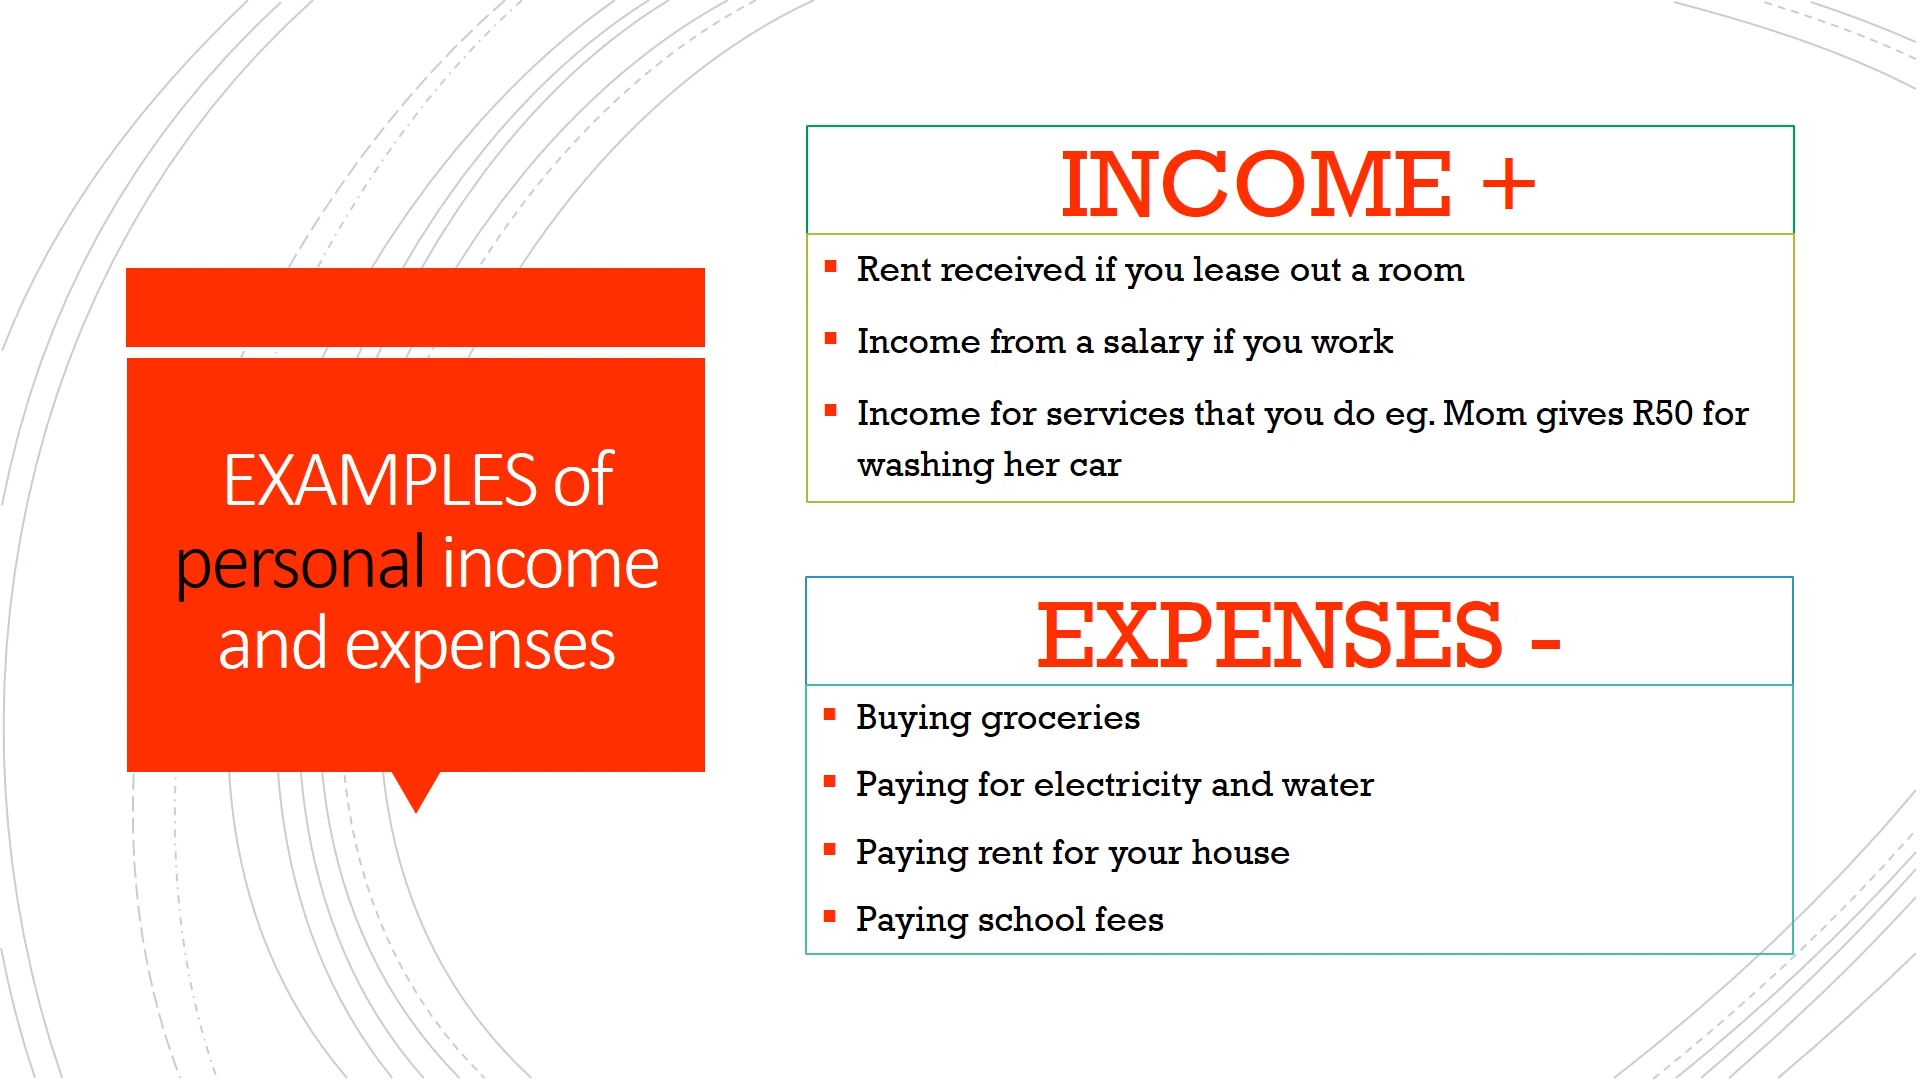 EXAMPLES of
personal income
and expenses
INCOME +
Rent received if you lease out a room
Income from a salary if you work
Income for services that you do eg. Mom gives R50 for
washing her car
EXPENSES -
Buying groceries
Paying for electricity and water
Paying rent for your house
Paying school fees